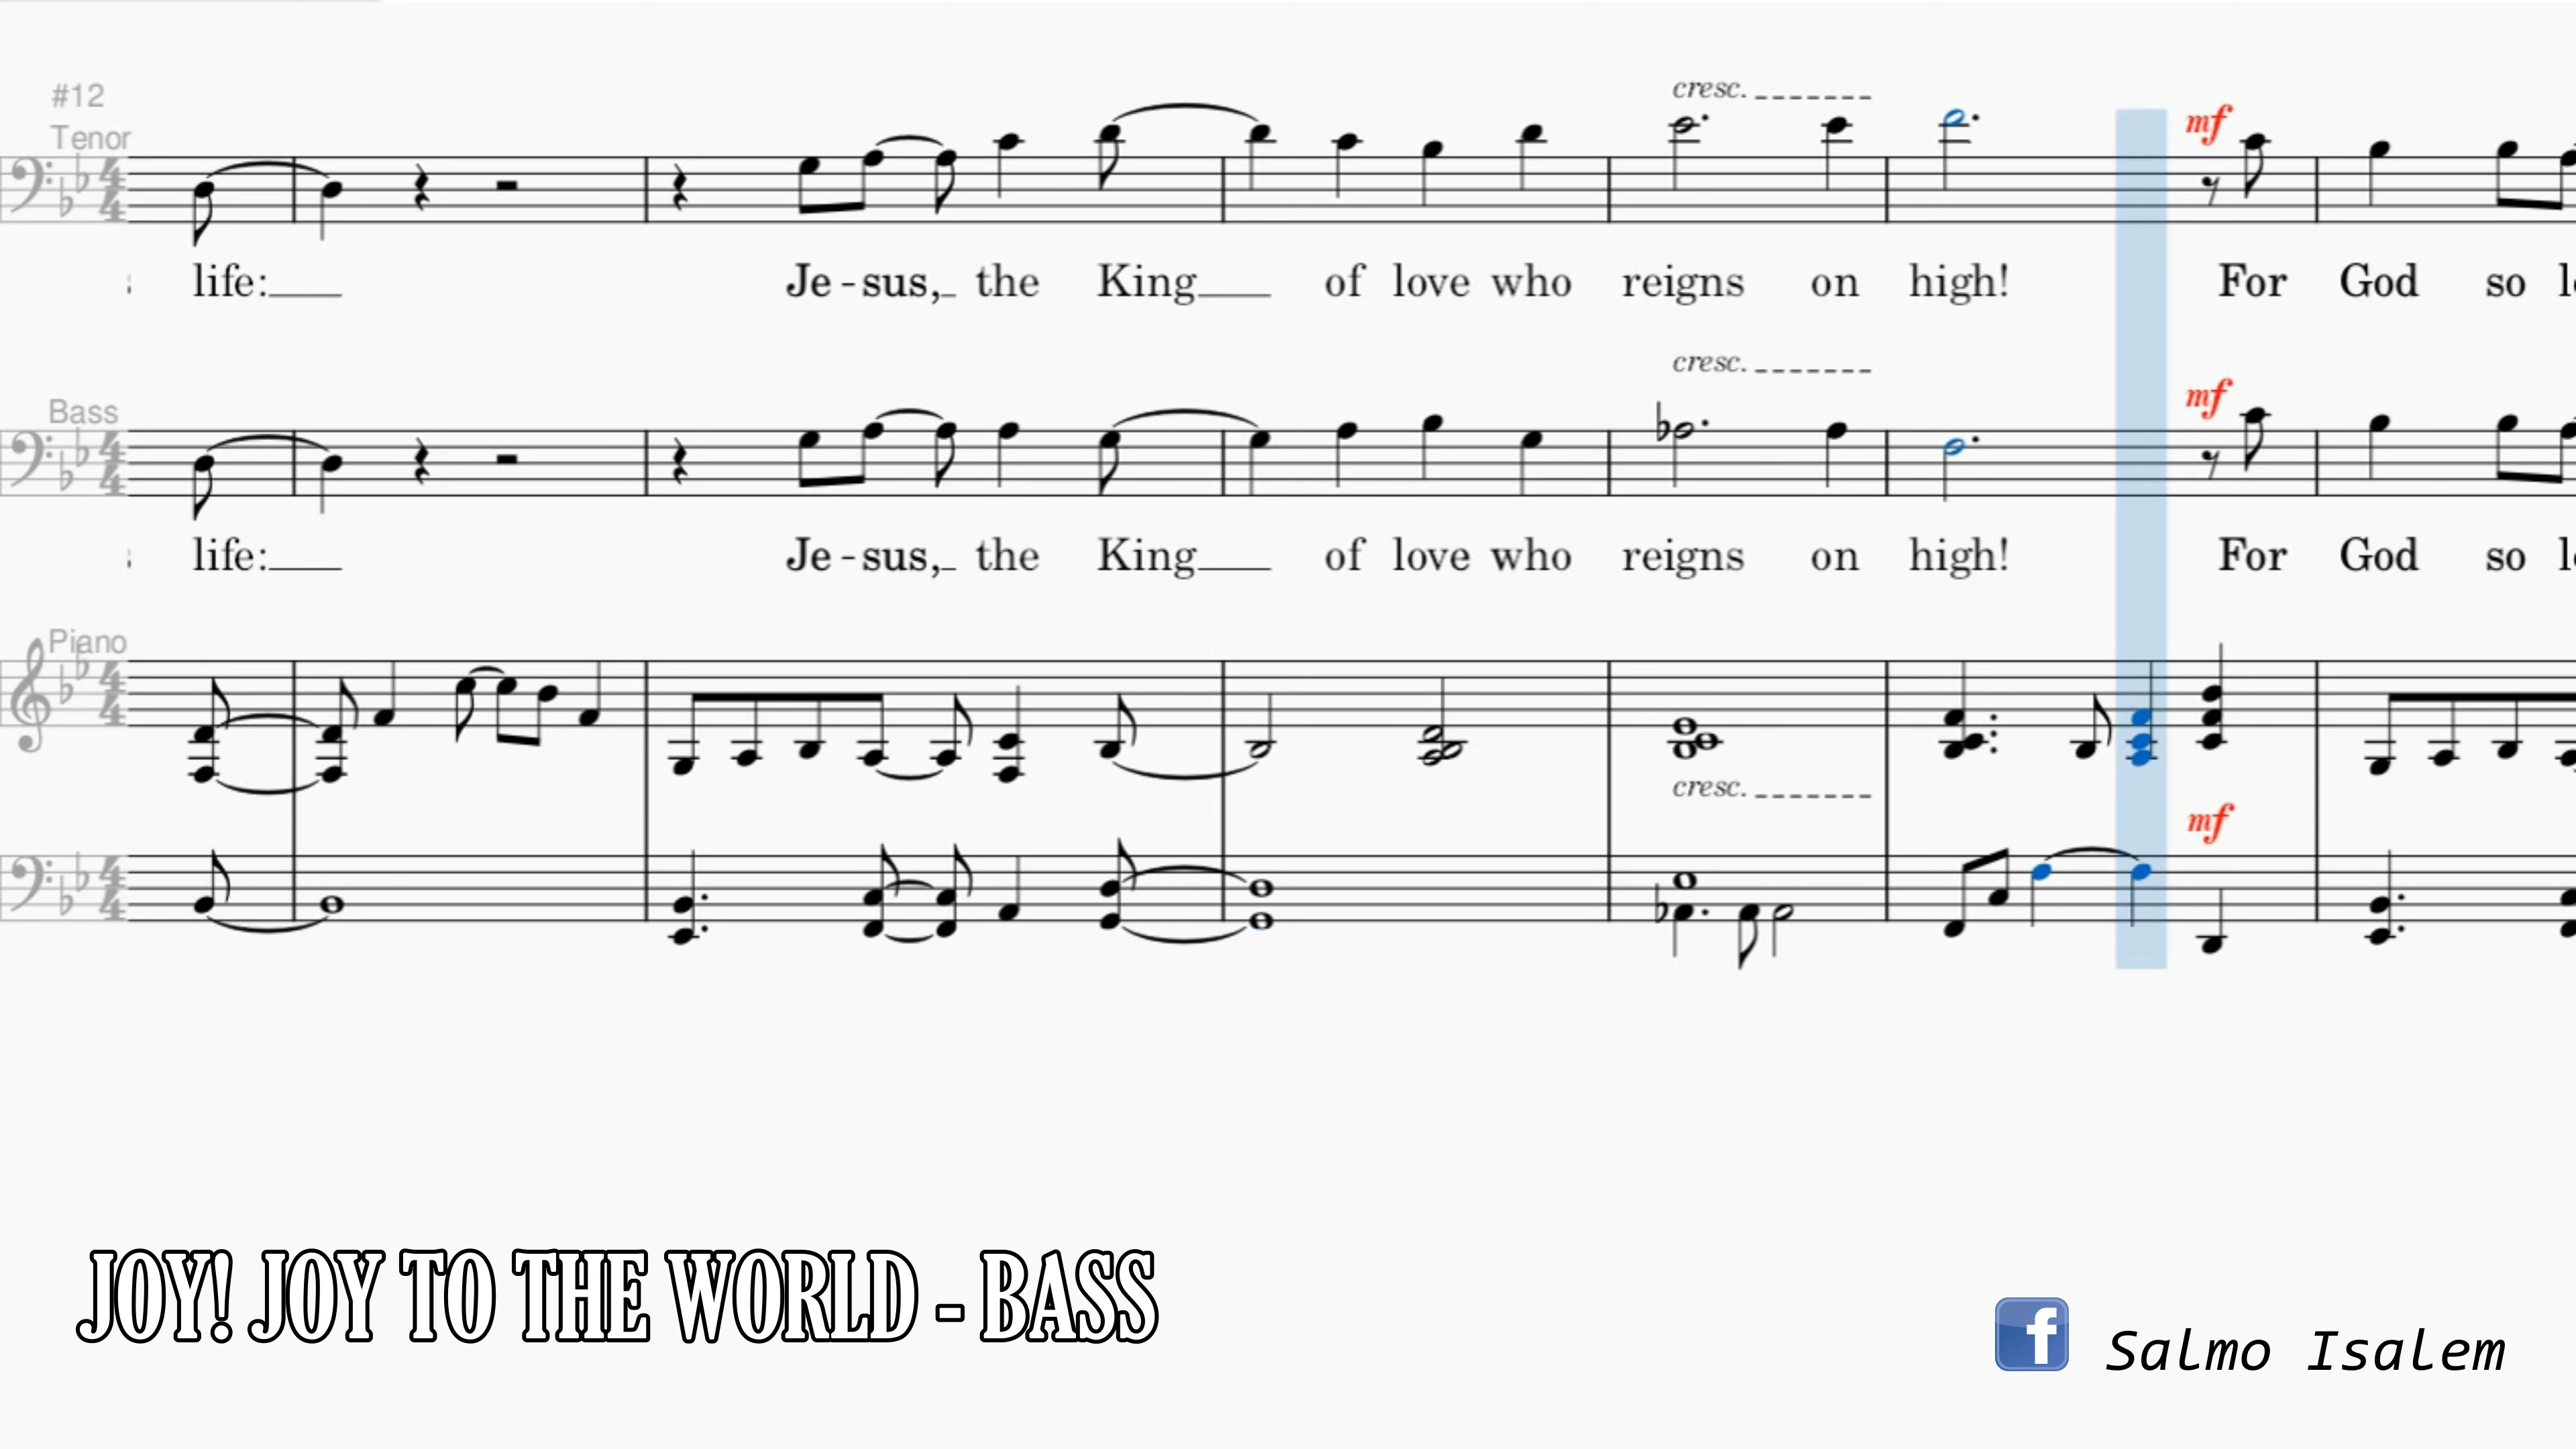 #12
cresc.
mf
Tenor
life: Je - sus, the King of love who reigns on high! For God so
cresc.
mf
Bass
life: Je - sus, the King of love who reigns on high! For God so
Piano
cresc.
mf
JOY! JOY TO THE WORLD - BASS
Salmo Isalem